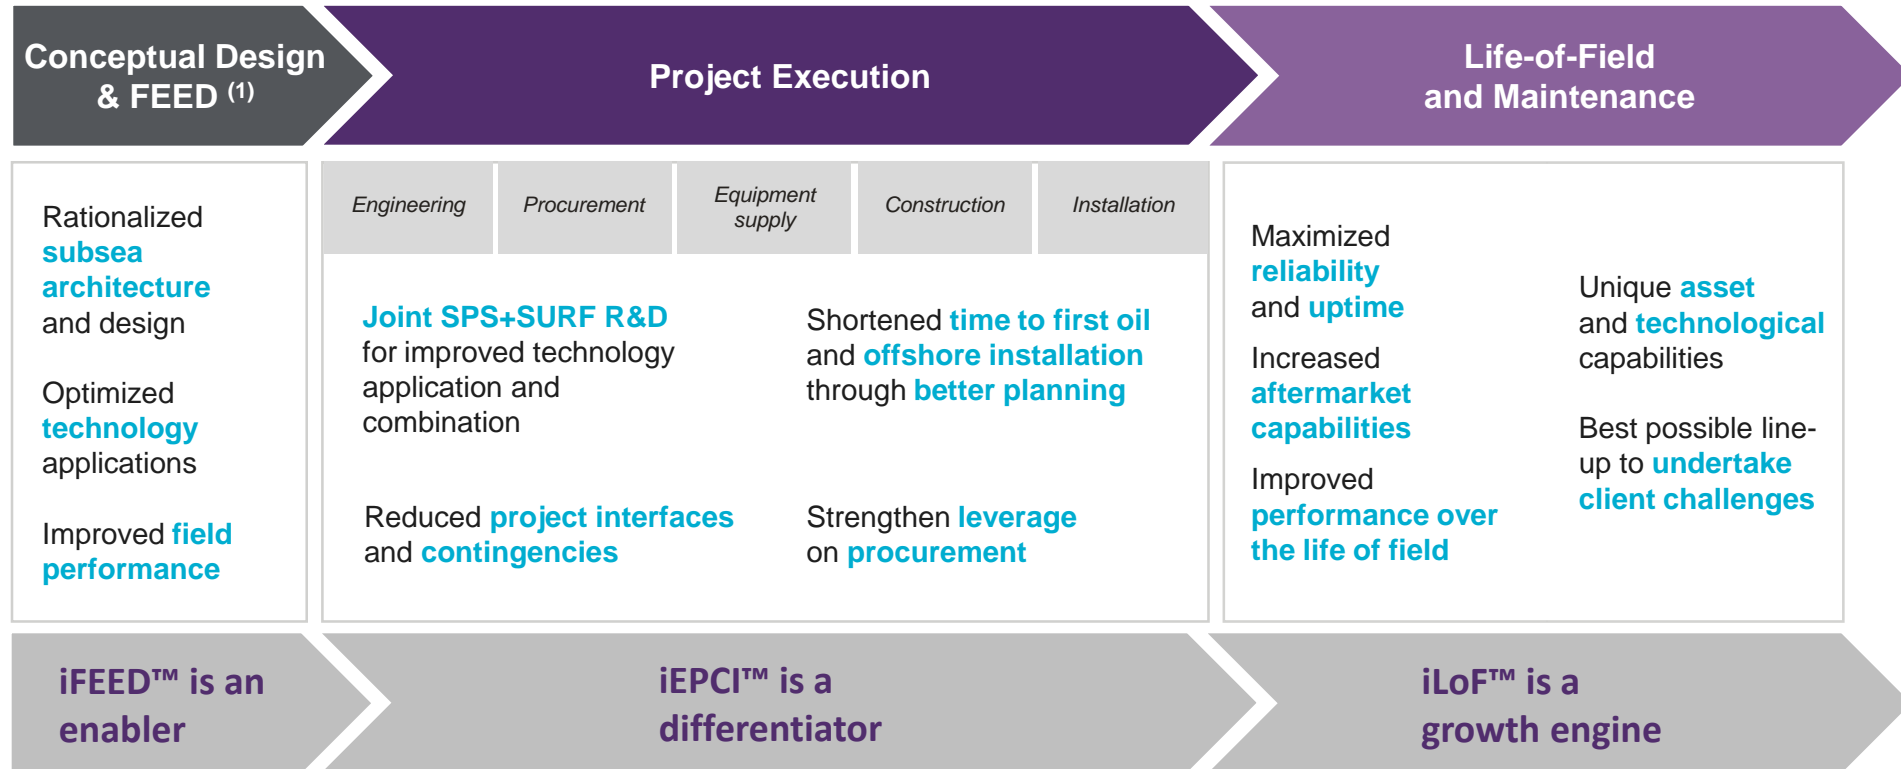 Conceptual Design
& FEED (1)
Project Execution
Life-of-Field
and Maintenance
Rationalized
subsea
architecture
and design
Optimized
technology
applications
Improved field
performance
Engineering
Procurement
Equipment
supply
Construction
Installation
Joint SPS+SURF R&D
for improved technology
application and
combination
Shortened time to first oil
and offshore installation
through better planning
Reduced project interfaces
and contingencies
Strengthen leverage
on procurement
Maximized
reliability
and uptime
Increased
aftermarket
capabilities
Improved
performance over
the life of field
Unique asset
and technological
capabilities
Best possible line-
up to undertake
client challenges
iFEED™ is an
enabler
iEPCI™ is a
differentiator
iLoF™ is a
growth engine